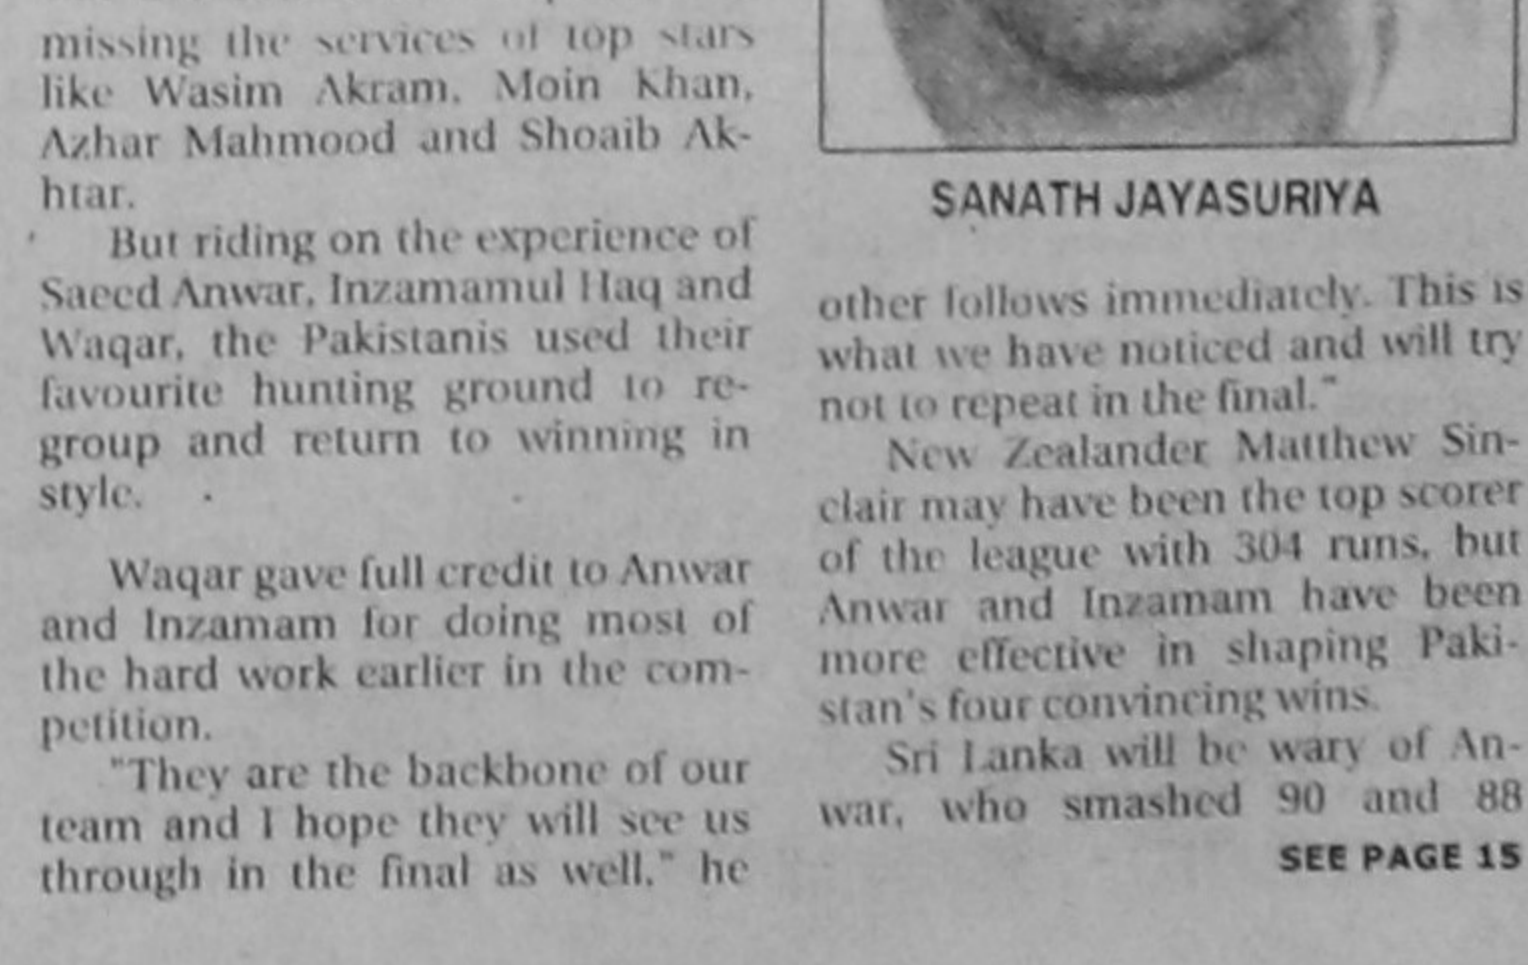 missing the services of top stars
like Wasim Akram, Moin Khan,
Azhar Mahmood and Shoaib Ak-
htar.
But riding on the experience of
Saeed Anwar, Inzamamul Haq and
Waqar, the Pakistanis used their
favourite hunting ground to re-
group and return to winning in
style.
Waqar gave full credit to Anwar
and Inzamam for doing most of
the hard work earlier in the com-
petition.
"They are the backbone of our
team and I hope they will see us
through in the final as well," he
SANATH JAYASURIYA
other follows immediately. This is
what we have noticed and will try
not to repeat in the final."
New Zealander Matthew Sin-
clair may have been the top scorer
of the league with 304 runs, but
Anwar and Inzamam have been
more effective in shaping Paki-
stan's four convincing wins.
Sri Lanka will be wary of An-
war, who smashed 90 and 88
SEE PAGE 15